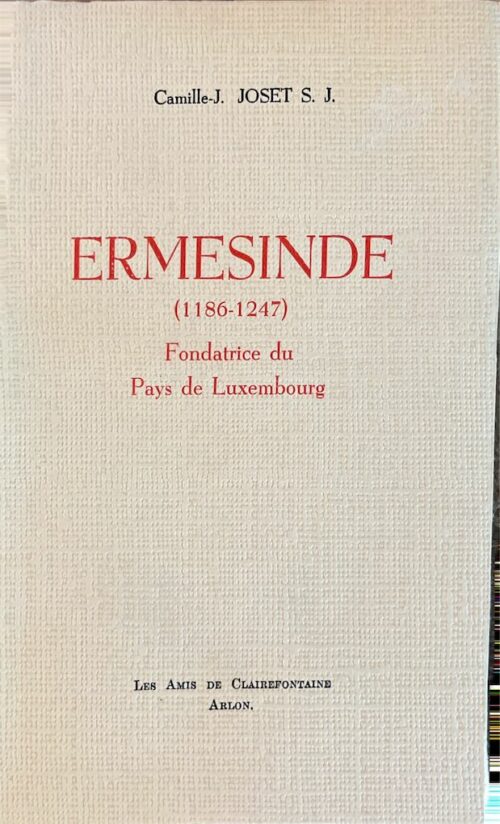 Camille-J. JOSET S. J.
ERMESINDE
(1186-1247)
Fondatrice du
Pays de Luxembourg
Les Amis de Clairefontaine
Arlon.